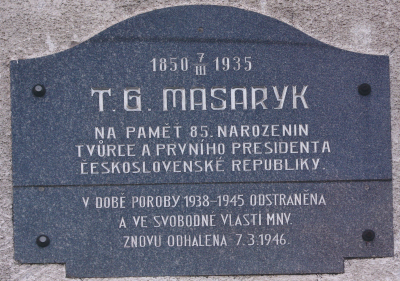 1850 7/III 1935
T. G. MASARYK
NA PAMĚT 85. NAROZENIN
TVŮRCE A PRVNÍHO PRESIDENTA
ČESKOSLOVENSKÉ REPUBLIKY.
V DOBĚ POROBY 1938-1945 ODSTRANĚNA
A VE SVOBODNÉ VLASTI MNV.
ZNOVU ODHALENA 7.3.1946.